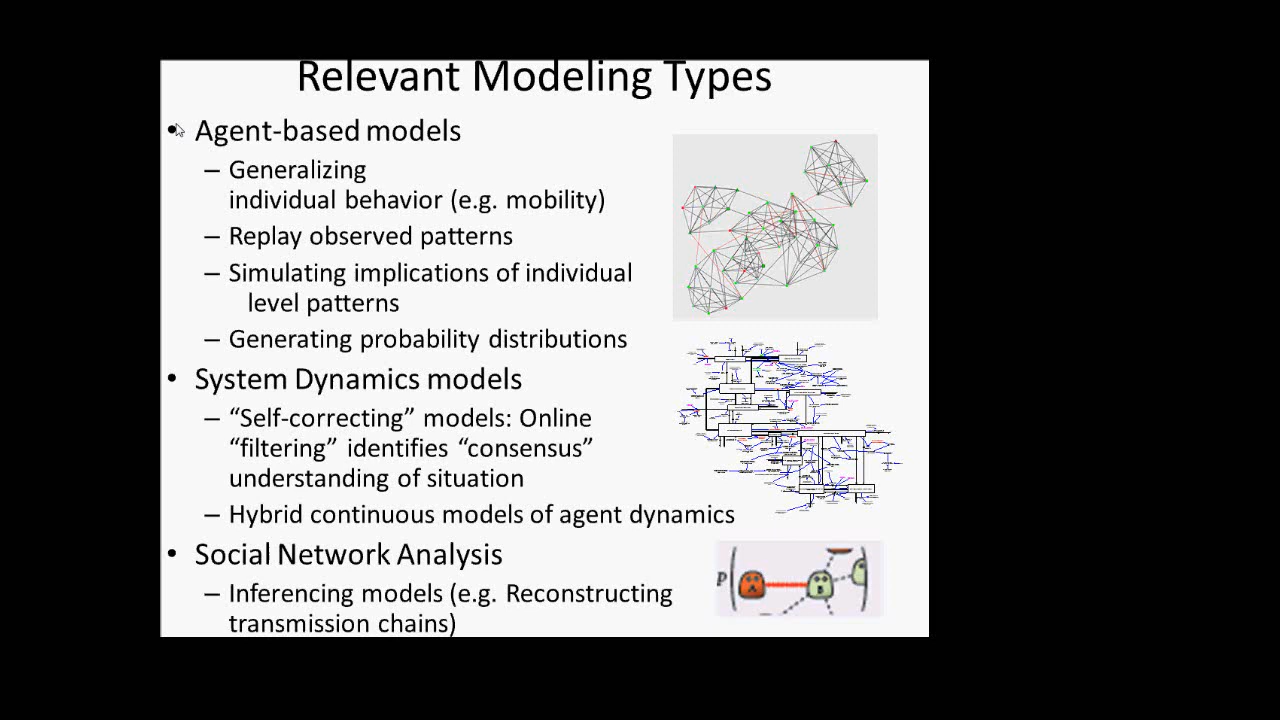 Relevant Modeling Types
• Agent-based models
– Generalizing
individual behavior (e.g. mobility)
– Replay observed patterns
– Simulating implications of individual
level patterns
– Generating probability distributions
• System Dynamics models
– “Self-correcting” models: Online
“filtering” identifies “consensus”
understanding of situation
– Hybrid continuous models of agent dynamics
• Social Network Analysis
– Inferencing models (e.g. Reconstructing
transmission chains)
P
A
B